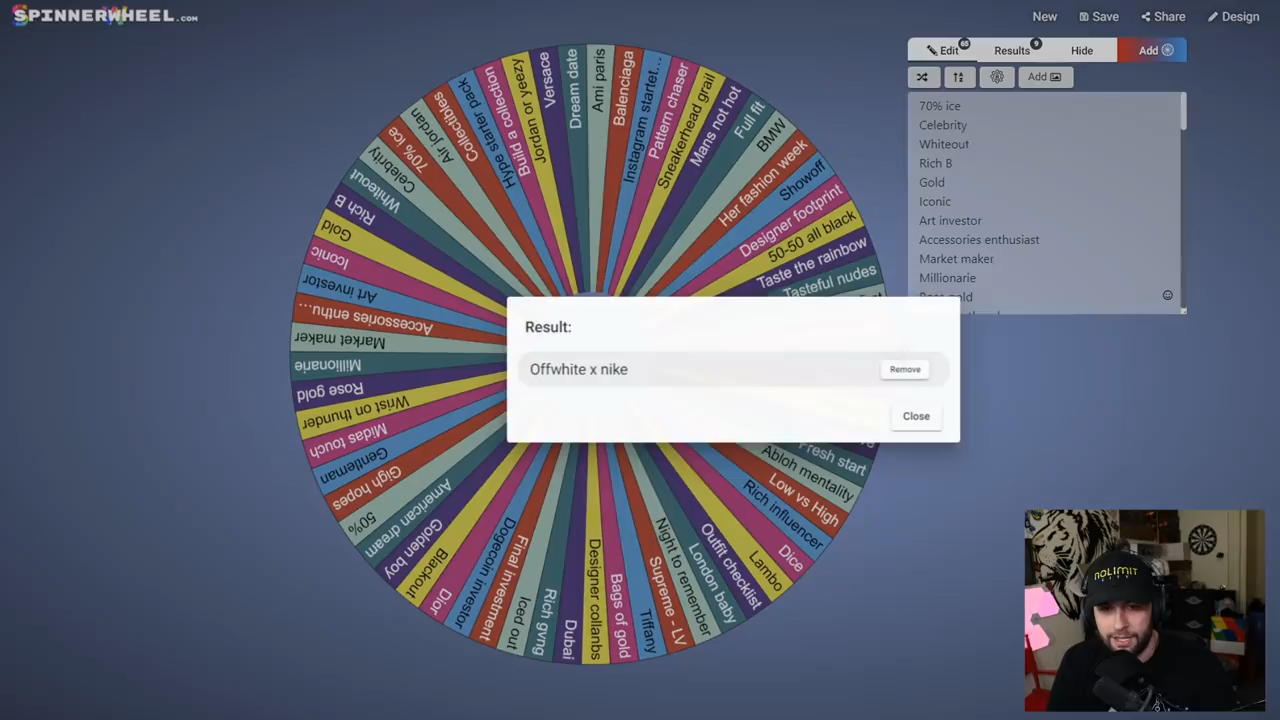 SPINNERWHEEL.COM
New
Save
Share
Design
Edit
65
Results
9
Hide
Add
Add
70% ice
Celebrity
Whiteout
Rich B
Gold
Iconic
Art investor
Accessories enthusiast
Market maker
Millionarie
Rose gold
Result:
Offwhite x nike
Remove
Close
Versace
Dream date
Ami paris
Balenciaga
Instagram startet...
Pattern chaser
Sneakerhead grail
Mans not hot
Full fit
BMW
Her fashion week
Showoff
Designer footprint
50-50 all black
Taste the rainbow
Tasteful nudes
Fresh start
Abloh mentality
Low vs High
Rich influencer
Dice
Lambo
Outfit checklist
London baby
Night to remember
Supreme - LV
Tiffany
Bags of gold
Designer collanbs
Dubai
Rich gvng
Iced out
Final investment
Dogecoin investor
Dior
Blackout
Golden boy
American dream
50%
Gigh hopes
Gentleman
Midas touch
Wrist on thunder
Rose gold
Millionarie
Market maker
Accessories enthu...
Art investor
Iconic
Gold
Rich B
Whiteout
Celebrity
70% ice
Air jordan
Collectibles
Hype starter pack
Build a collection
Jordan or yeezy
NOLIMIT